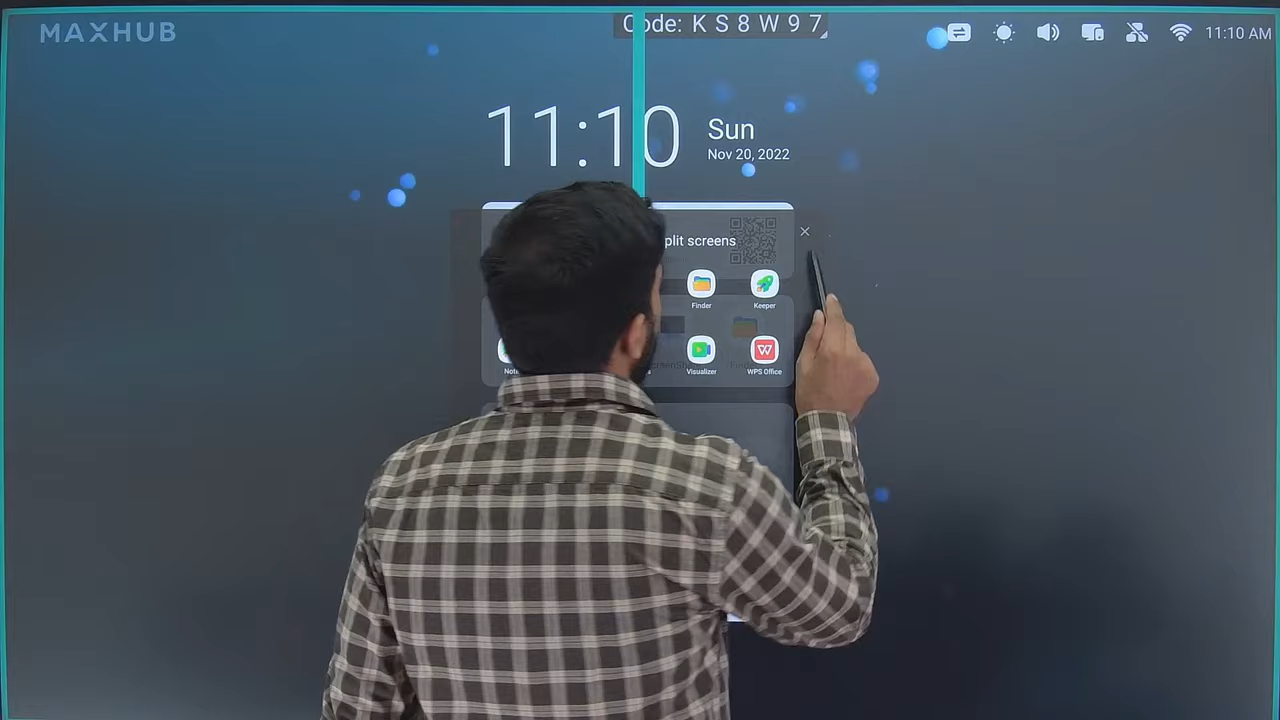 MAXHUB
Code: K S 8 W 9 7
11:10 AM
11:10
Sun
Nov 20, 2022
plit screens
Finder
Keeper
Visualizer
WPS Office